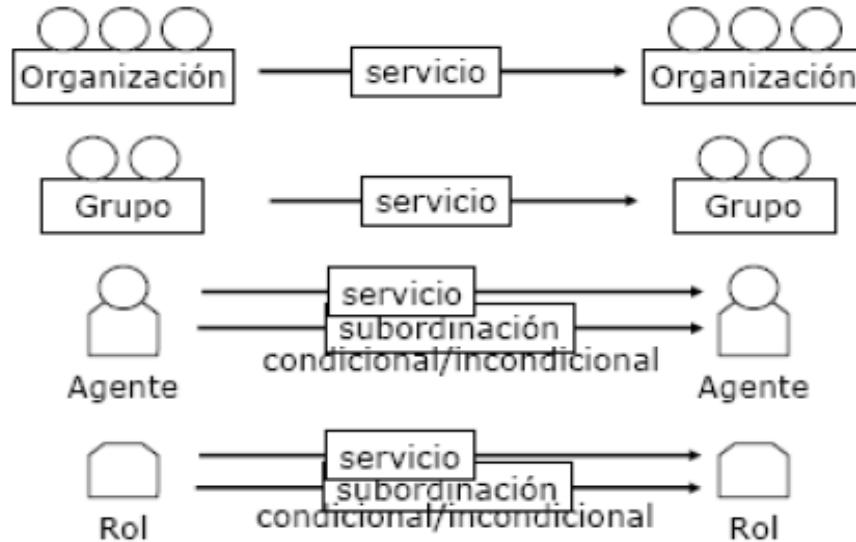 Organización servicio Organización
Grupo servicio Grupo
servicio
subordinación
condicional/incondicional
Agente Agente
servicio
subordinación
condicional/incondicional
Rol Rol